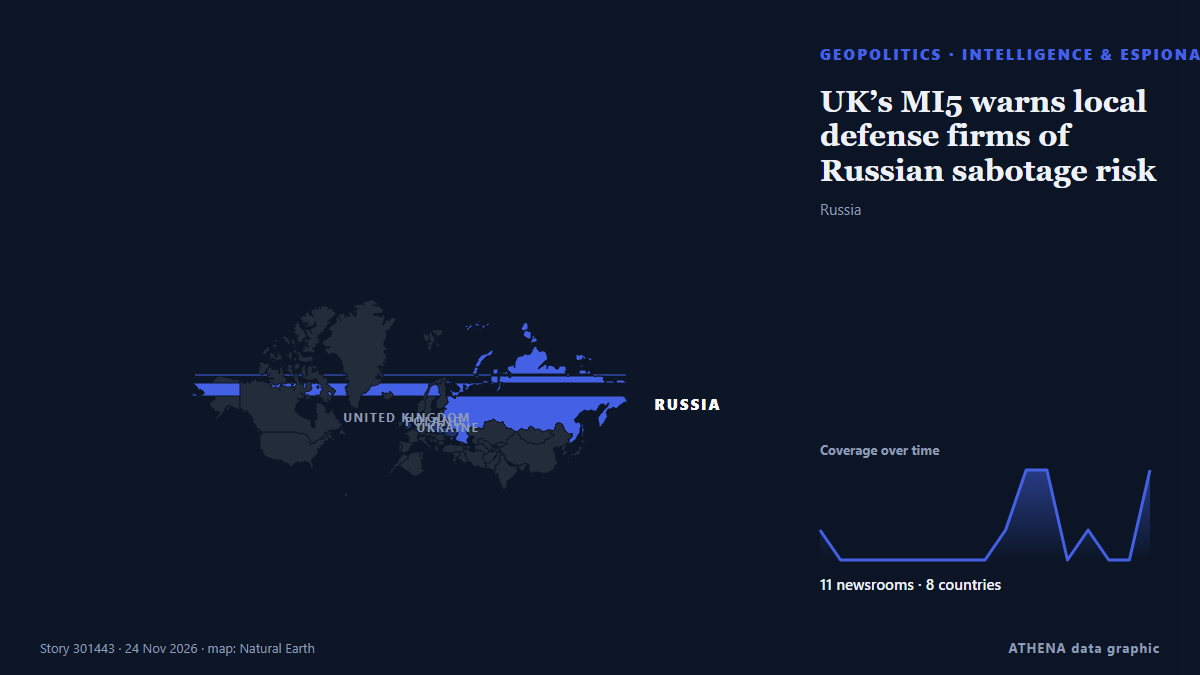 GEOPOLITICS · INTELLIGENCE & ESPIONA
UK’s MI5 warns local
defense firms of
Russian sabotage risk
Russia
RUSSIA
UNITED KINGDOM
POLAND
UKRAINE
Coverage over time
11 newsrooms · 8 countries
Story 301443 · 24 Nov 2026 · map: Natural Earth
ATHENA data graphic